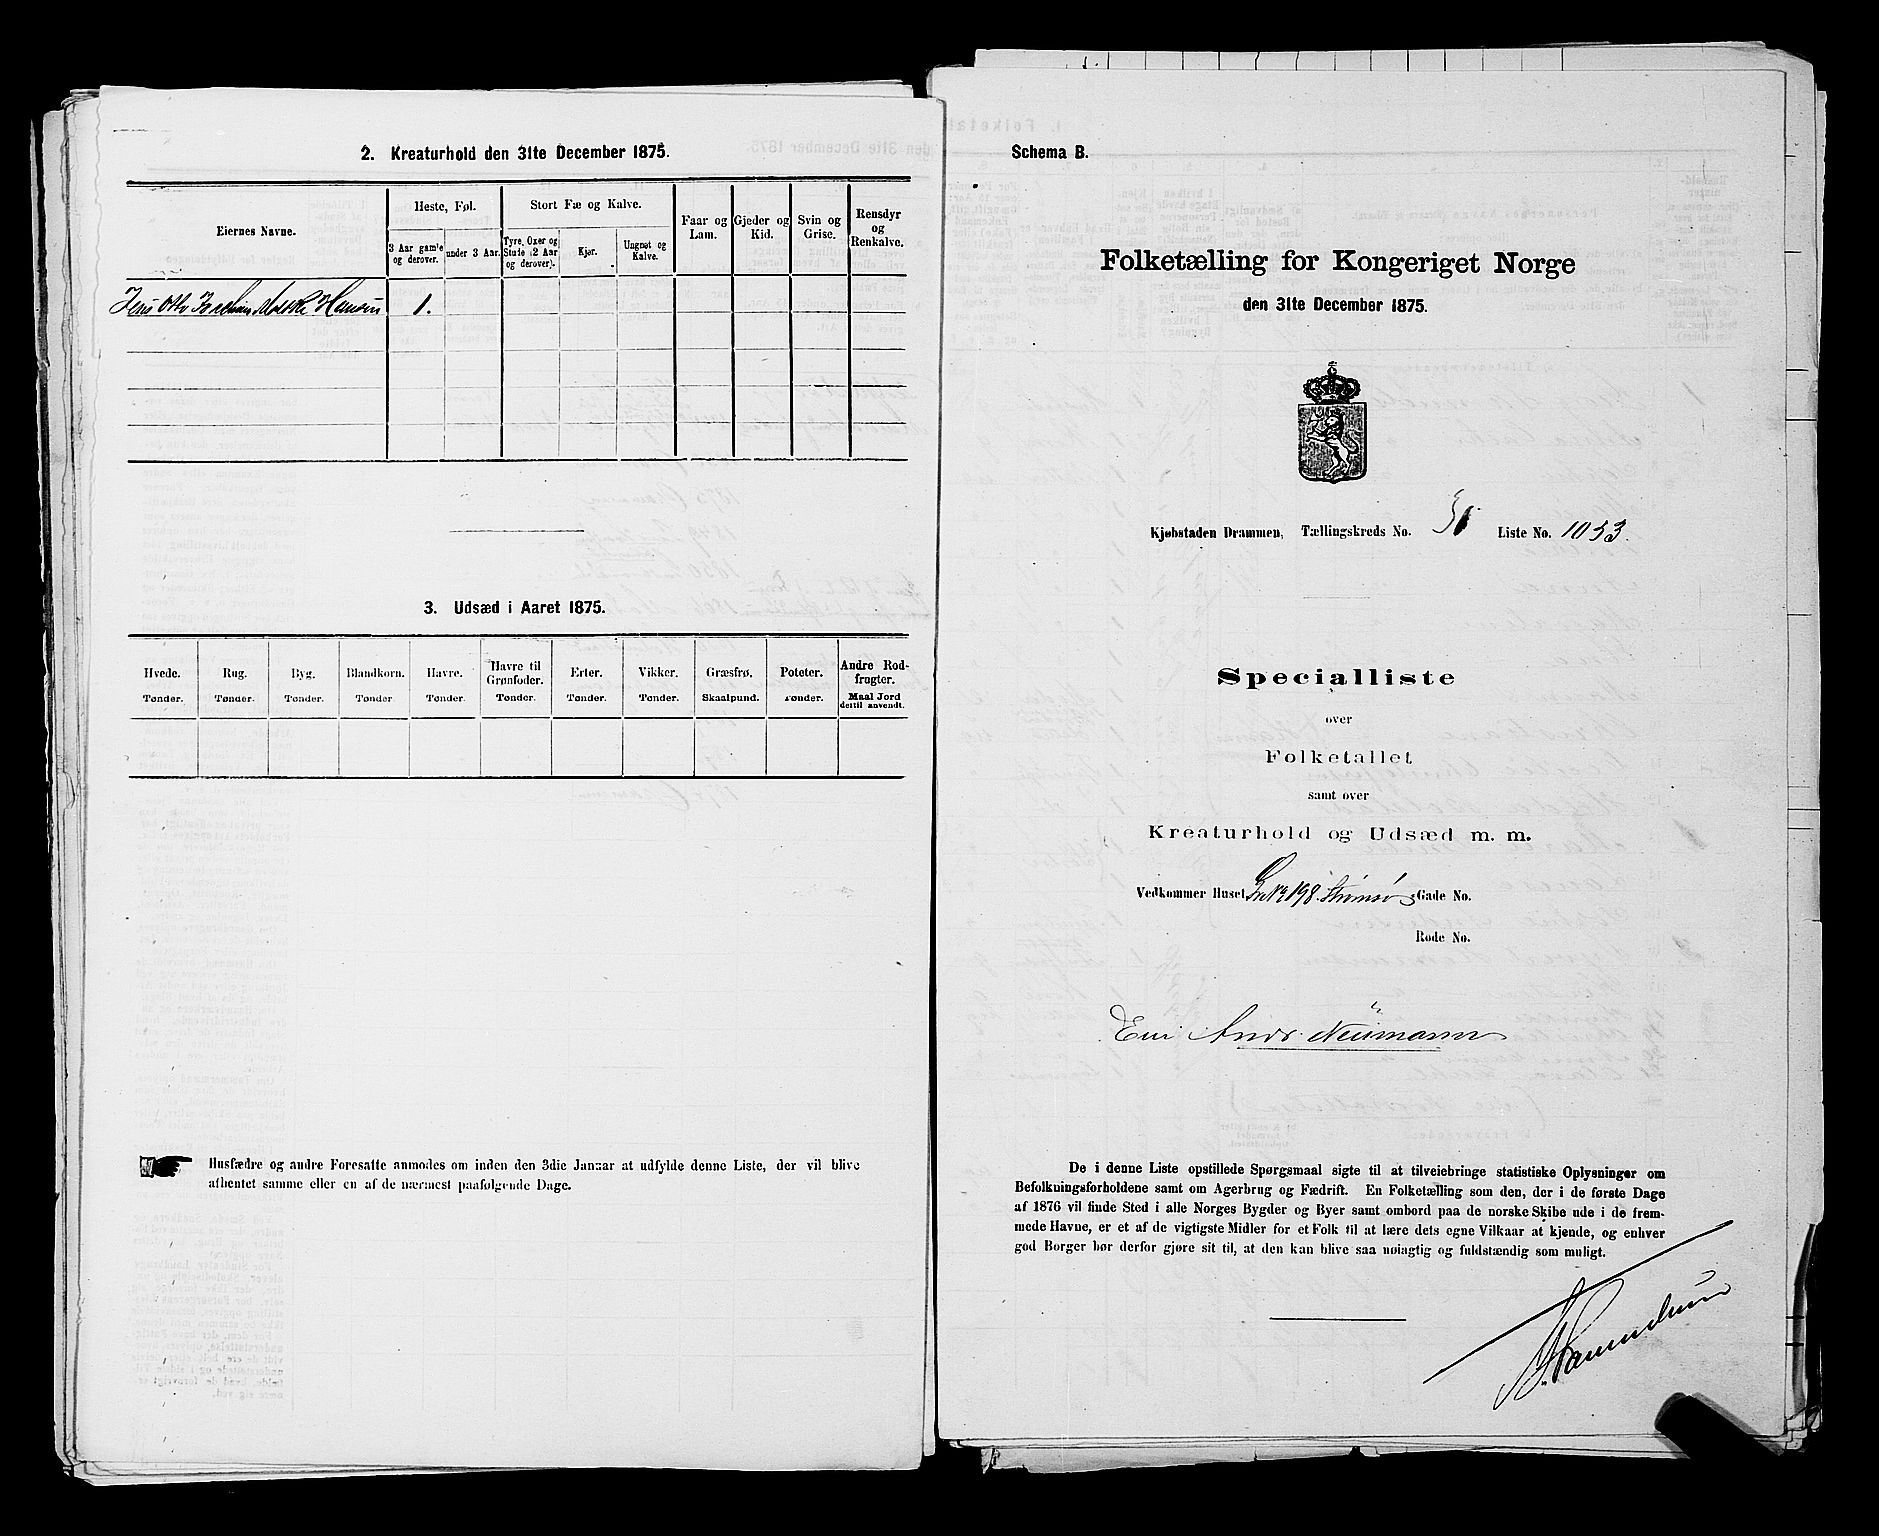 2. Kreaturhold den 31te December 1875.
Eiernes Navne.
Heste, Føl.
Stort Fæ og Kalve.
Faar og Lam.
Gjeder og Kid.
Svin og Grise.
Rensdyr og Renkalve.
3 Aar gamle og derover.
under 3 Aar.
Tyre, Oxer og Stude (2 Aar og derover).
Kjør.
Ungnøt og Kalve.
Jens Otto Hansen 1.
3. Udsæd i Aaret 1875.
Hvede. Rug. Byg. Blandkorn. Havre. Havre til Grønfoder. Erter. Vikker. Græsfrø. Poteter. Andre Rodfrugter.
Tønder. Tønder. Tønder. Tønder. Tønder. Tønder. Tønder. Tønder. Skaalpund. Tønder. Maal Jord dertil anvendt.
Husfædre og andre Foresatte anmodes om inden den 3die Januar at udfylde denne Liste, der vil blive
afhentet samme eller en af de nærmest paafølgende Dage.
Schema B.
Folketælling for Kongeriget Norge
den 31te December 1875.
Kjøbstaden Drammen, Tællingskreds No. 31 Liste No. 1053.
Specialliste
over
Folketallet
samt over
Kreaturhold og Udsæd m. m.
Vedkommer Huset 198 Strømsø Gade No.
Rode No.
Neümann
De i denne Liste opstillede Spørgsmaal sigte til at tilveiebringe statistiske Oplysninger om
Befolkningsforholdene samt om Agerbrug og Fædrift. En Folketælling som den, der i de første Dage
af 1876 vil finde Sted i alle Norges Bygder og Byer samt ombord paa de norske Skibe ude i de frem-
mede Havne, er et af de vigtigste Midler for et Folk til at lære dets egne Vilkaar at kjende, og enhver
god Borger bør derfor gjøre sit til, at den kan blive saa nøiagtig og fuldstændig som muligt.